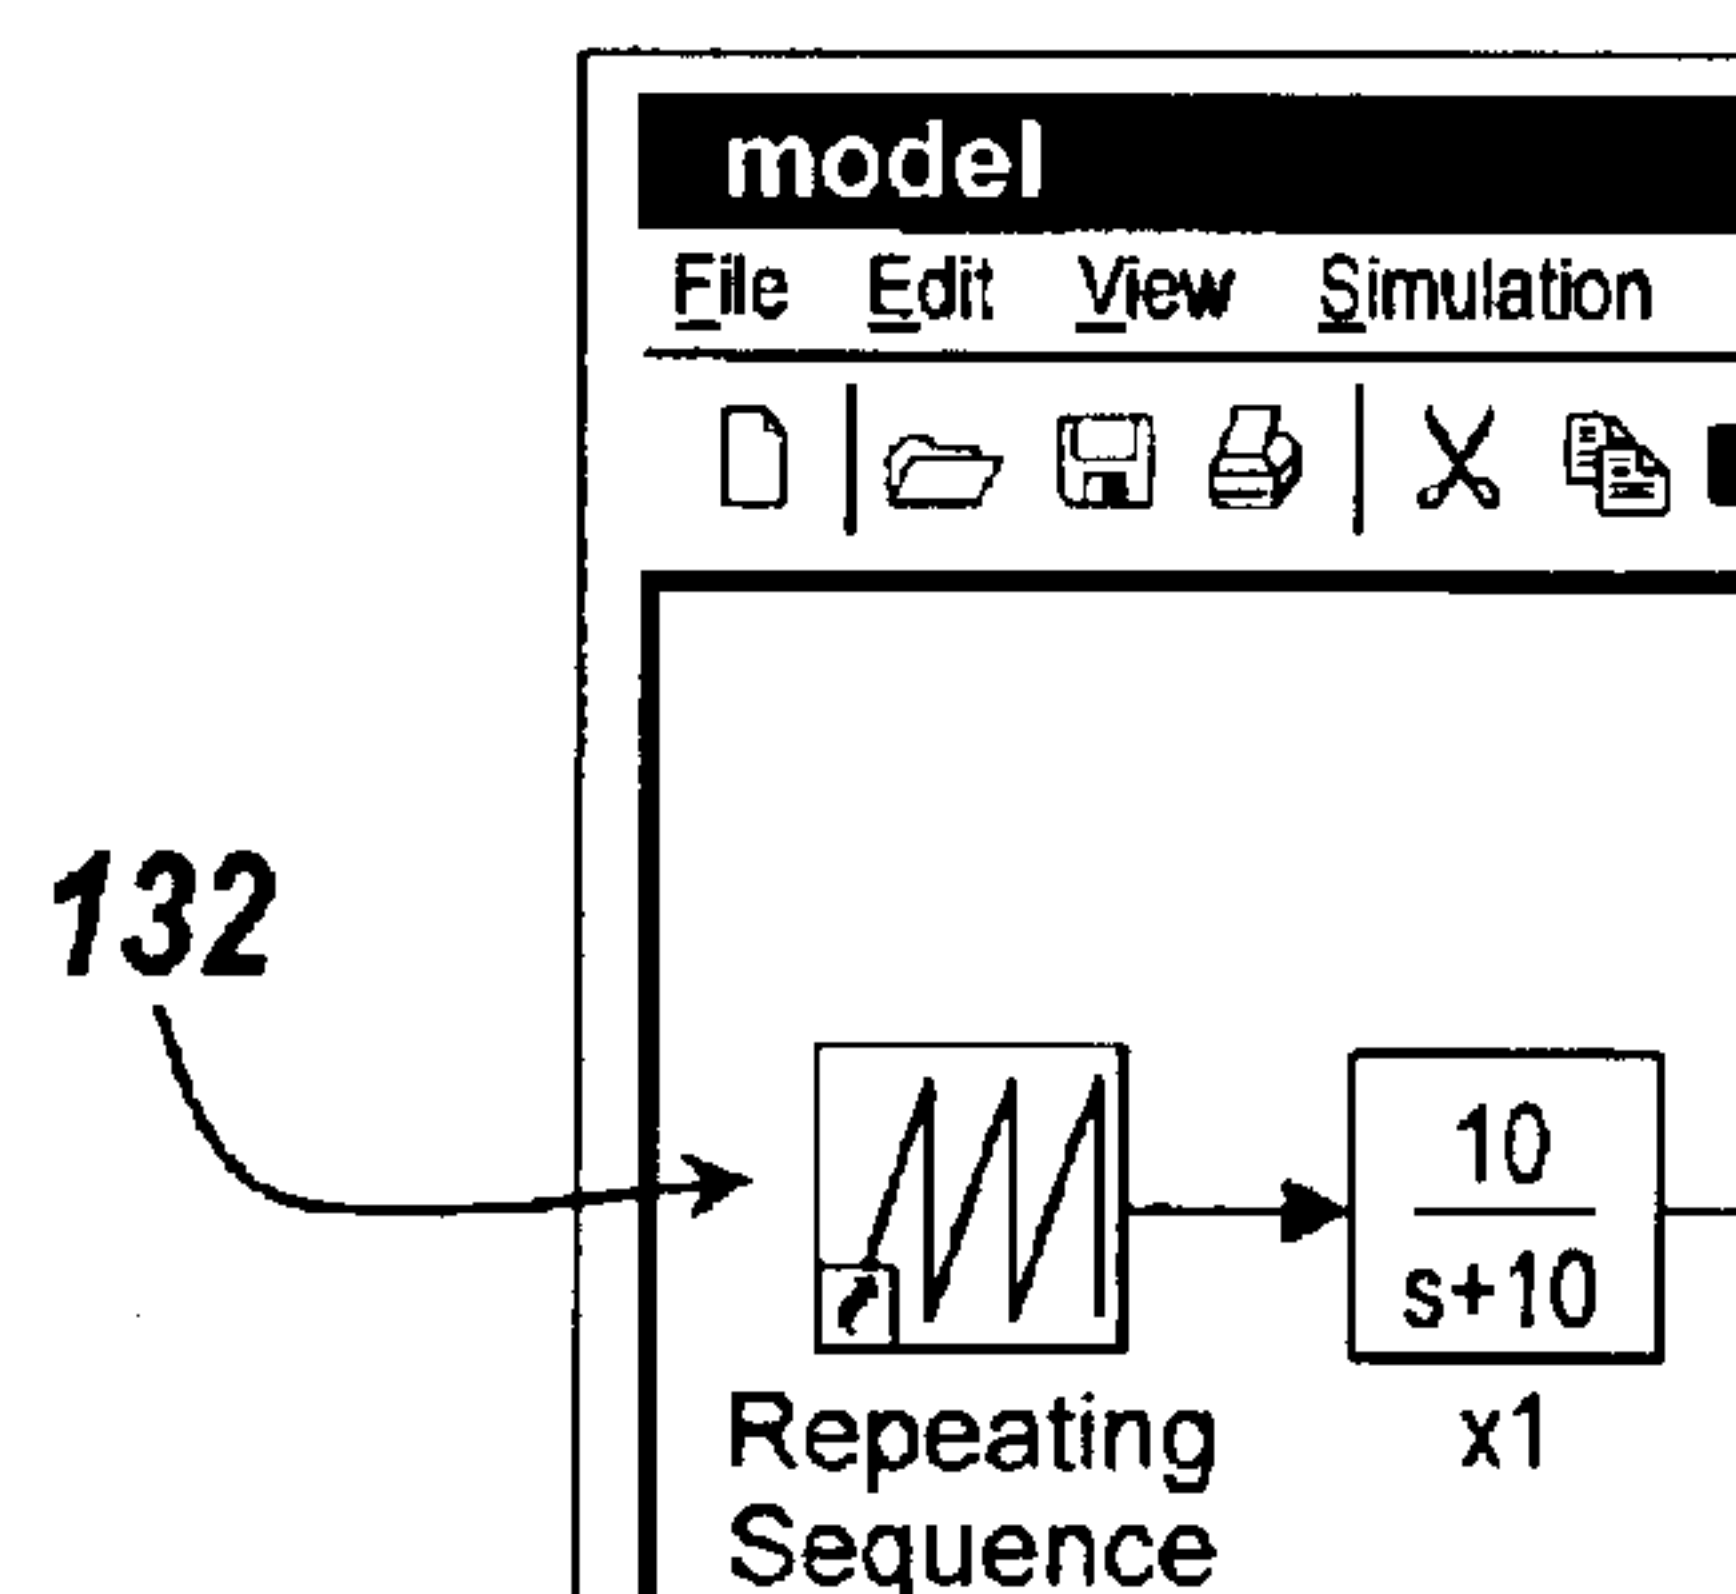 model
File Edit View Simulation
132
10
s+10
Repeating
Sequence
x1